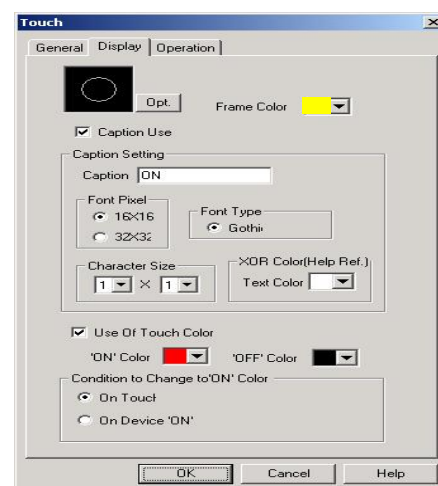 Touch
General Display Operation
Opt. Frame Color
Caption Use
Caption Setting
Caption ON
Font Pixel
16X16
32X32
Font Type
Gothi
Character Size
1 X 1
XOR Color(Help Ref.)
Text Color
Use Of Touch Color
'ON' Color 'OFF' Color
Condition to Change to'ON' Color
On Touch
On Device 'ON'
OK Cancel Help